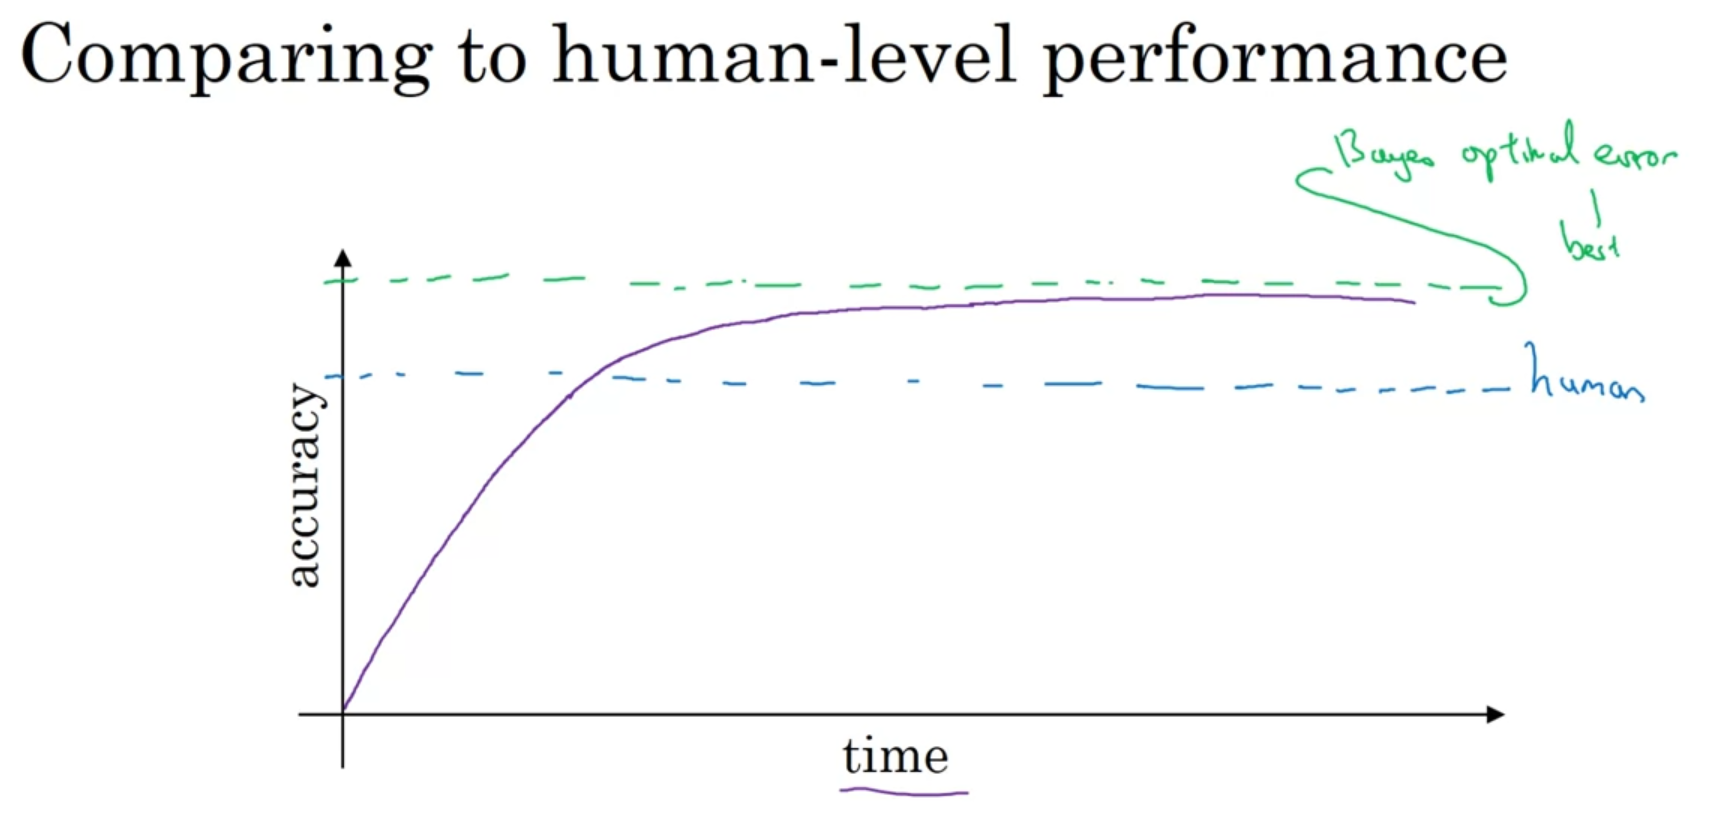 Comparing to human-level performance
Bayes optimal error
best
human
accuracy
time